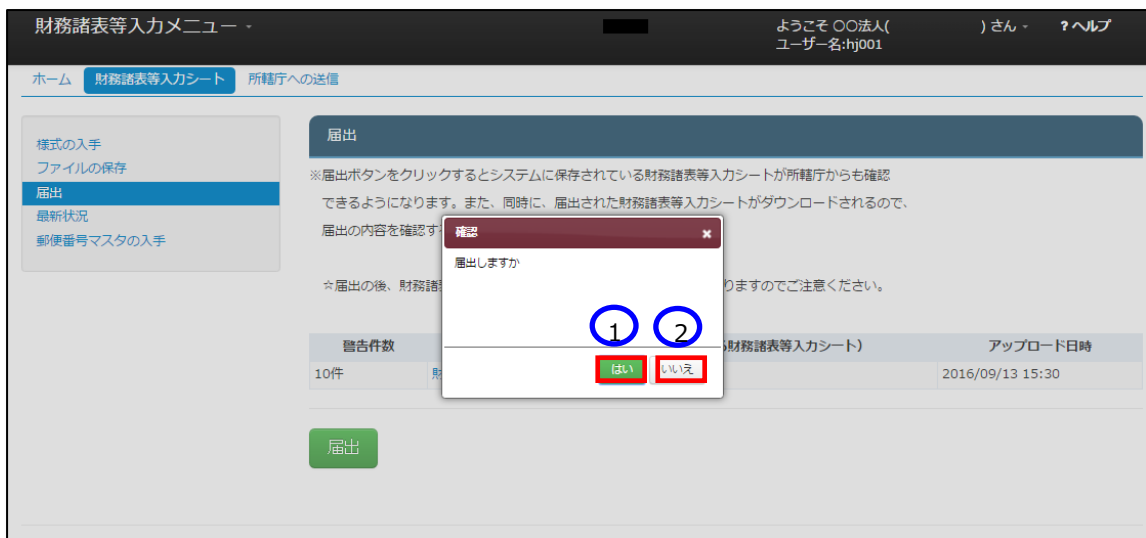 財務諸表等入力メニュー
ようこそ ○○法人( )さん
? ヘルプ
ユーザー名:hj001
ホーム 財務諸表等入力シート 所轄庁への送信
様式の入手
ファイルの保存
届出
最新状況
郵便番号マスタの入手
届出
※届出ボタンをクリックするとシステムに保存されている財務諸表等入力シートが所轄庁からも確認
できるようになります。また、同時に、届出された財務諸表等入力シートがダウンロードされるので、
届出の内容を確認す
☆届出の後、財務諸 りますのでご注意ください。
確認 ×
届出しますか
1 2
はい いいえ
警告件数 財務諸表等入力シート) アップロード日時
10件 財 2016/09/13 15:30
届出